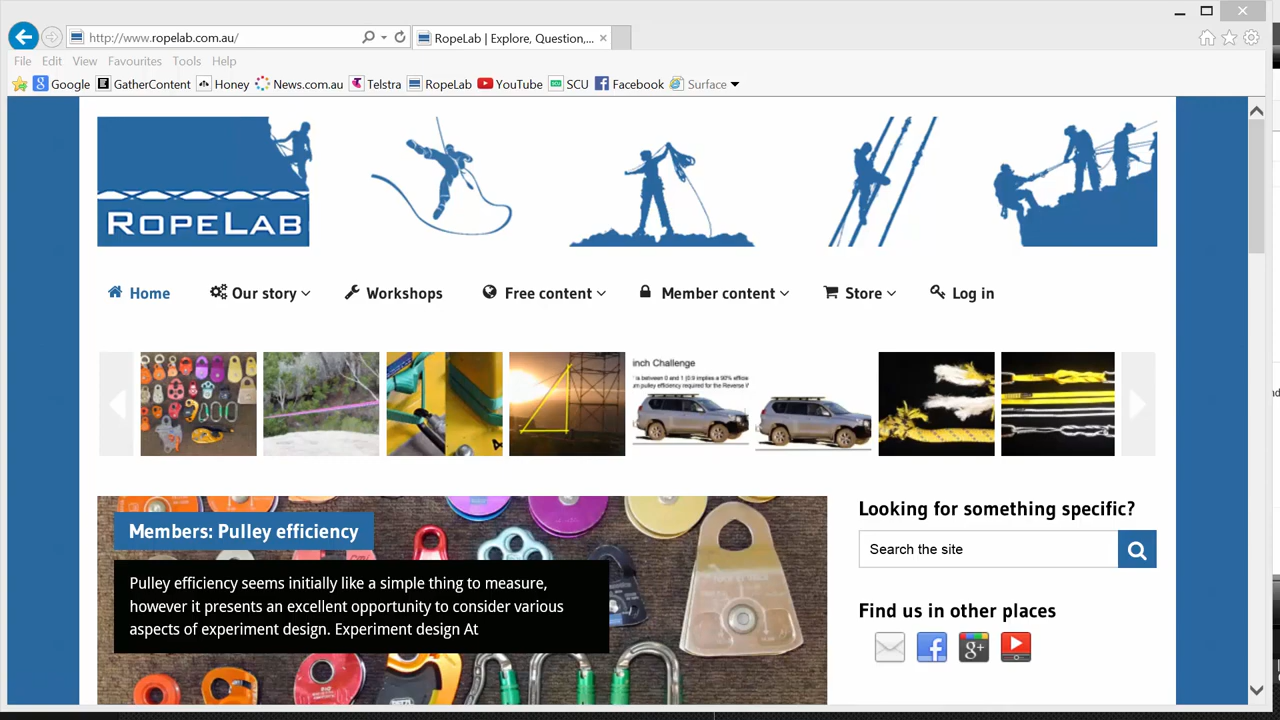 http://www.ropelab.com.au/
RopeLab | Explore, Question,...
File Edit View Favourites Tools Help
Google GatherContent Honey News.com.au Telstra RopeLab YouTube SCU Facebook Surface
ROPELAB
Home Our story Workshops Free content Member content Store Log in
inch Challenge
Members: Pulley efficiency
Pulley efficiency seems initially like a simple thing to measure,
however it presents an excellent opportunity to consider various
aspects of experiment design. Experiment design At
Looking for something specific?
Search the site
Find us in other places